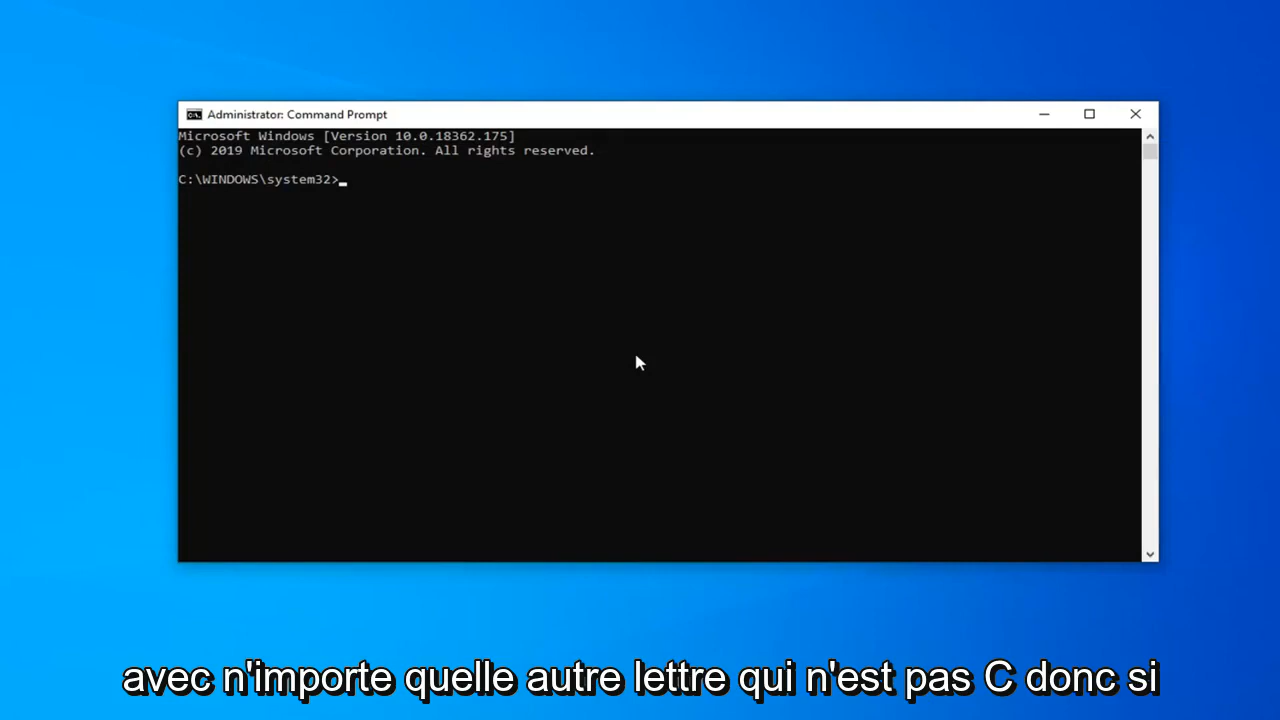 Administrator: Command Prompt
Microsoft Windows [Version 10.0.18362.175]
(c) 2019 Microsoft Corporation. All rights reserved.
C:\WINDOWS\system32>
avec n'importe quelle autre lettre qui n'est pas C donc si